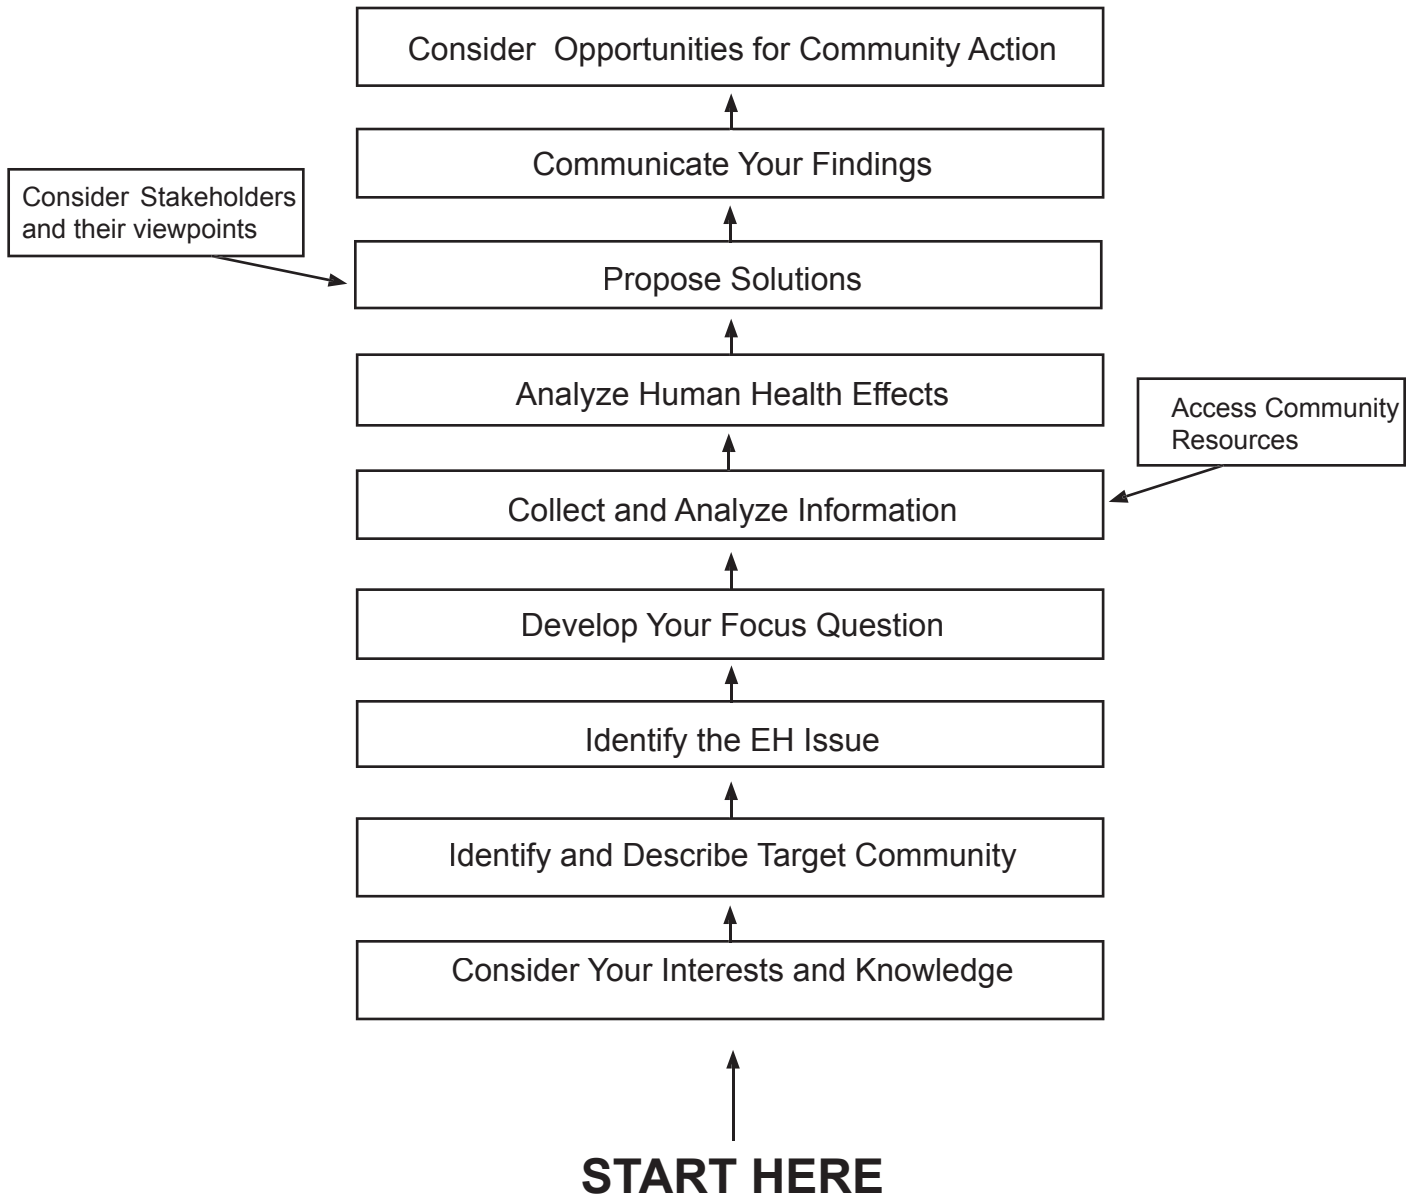 Consider Opportunities for Community Action
Communicate Your Findings
Consider Stakeholders
and their viewpoints
Propose Solutions
Analyze Human Health Effects
Access Community
Resources
Collect and Analyze Information
Develop Your Focus Question
Identify the EH Issue
Identify and Describe Target Community
Consider Your Interests and Knowledge
START HERE